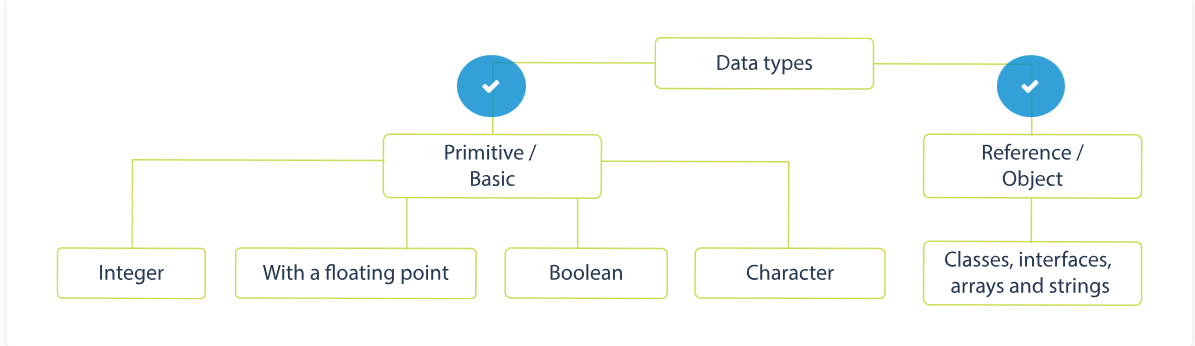 Data types
Primitive /
Basic
Reference /
Object
Integer
With a floating point
Boolean
Character
Classes, interfaces,
arrays and strings